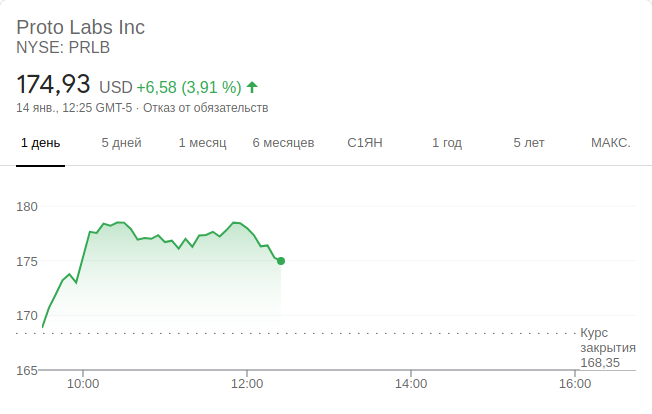 Proto Labs Inc
NYSE: PRLB
174,93 USD +6,58 (3,91 %)
14 янв., 12:25 GMT-5 · Отказ от обязательств
1 день 5 дней 1 месяц 6 месяцев С1ЯН 1 год 5 лет МАКС.
180
175
170
Курс
закрытия
168,35
165
10:00 12:00 14:00 16:00